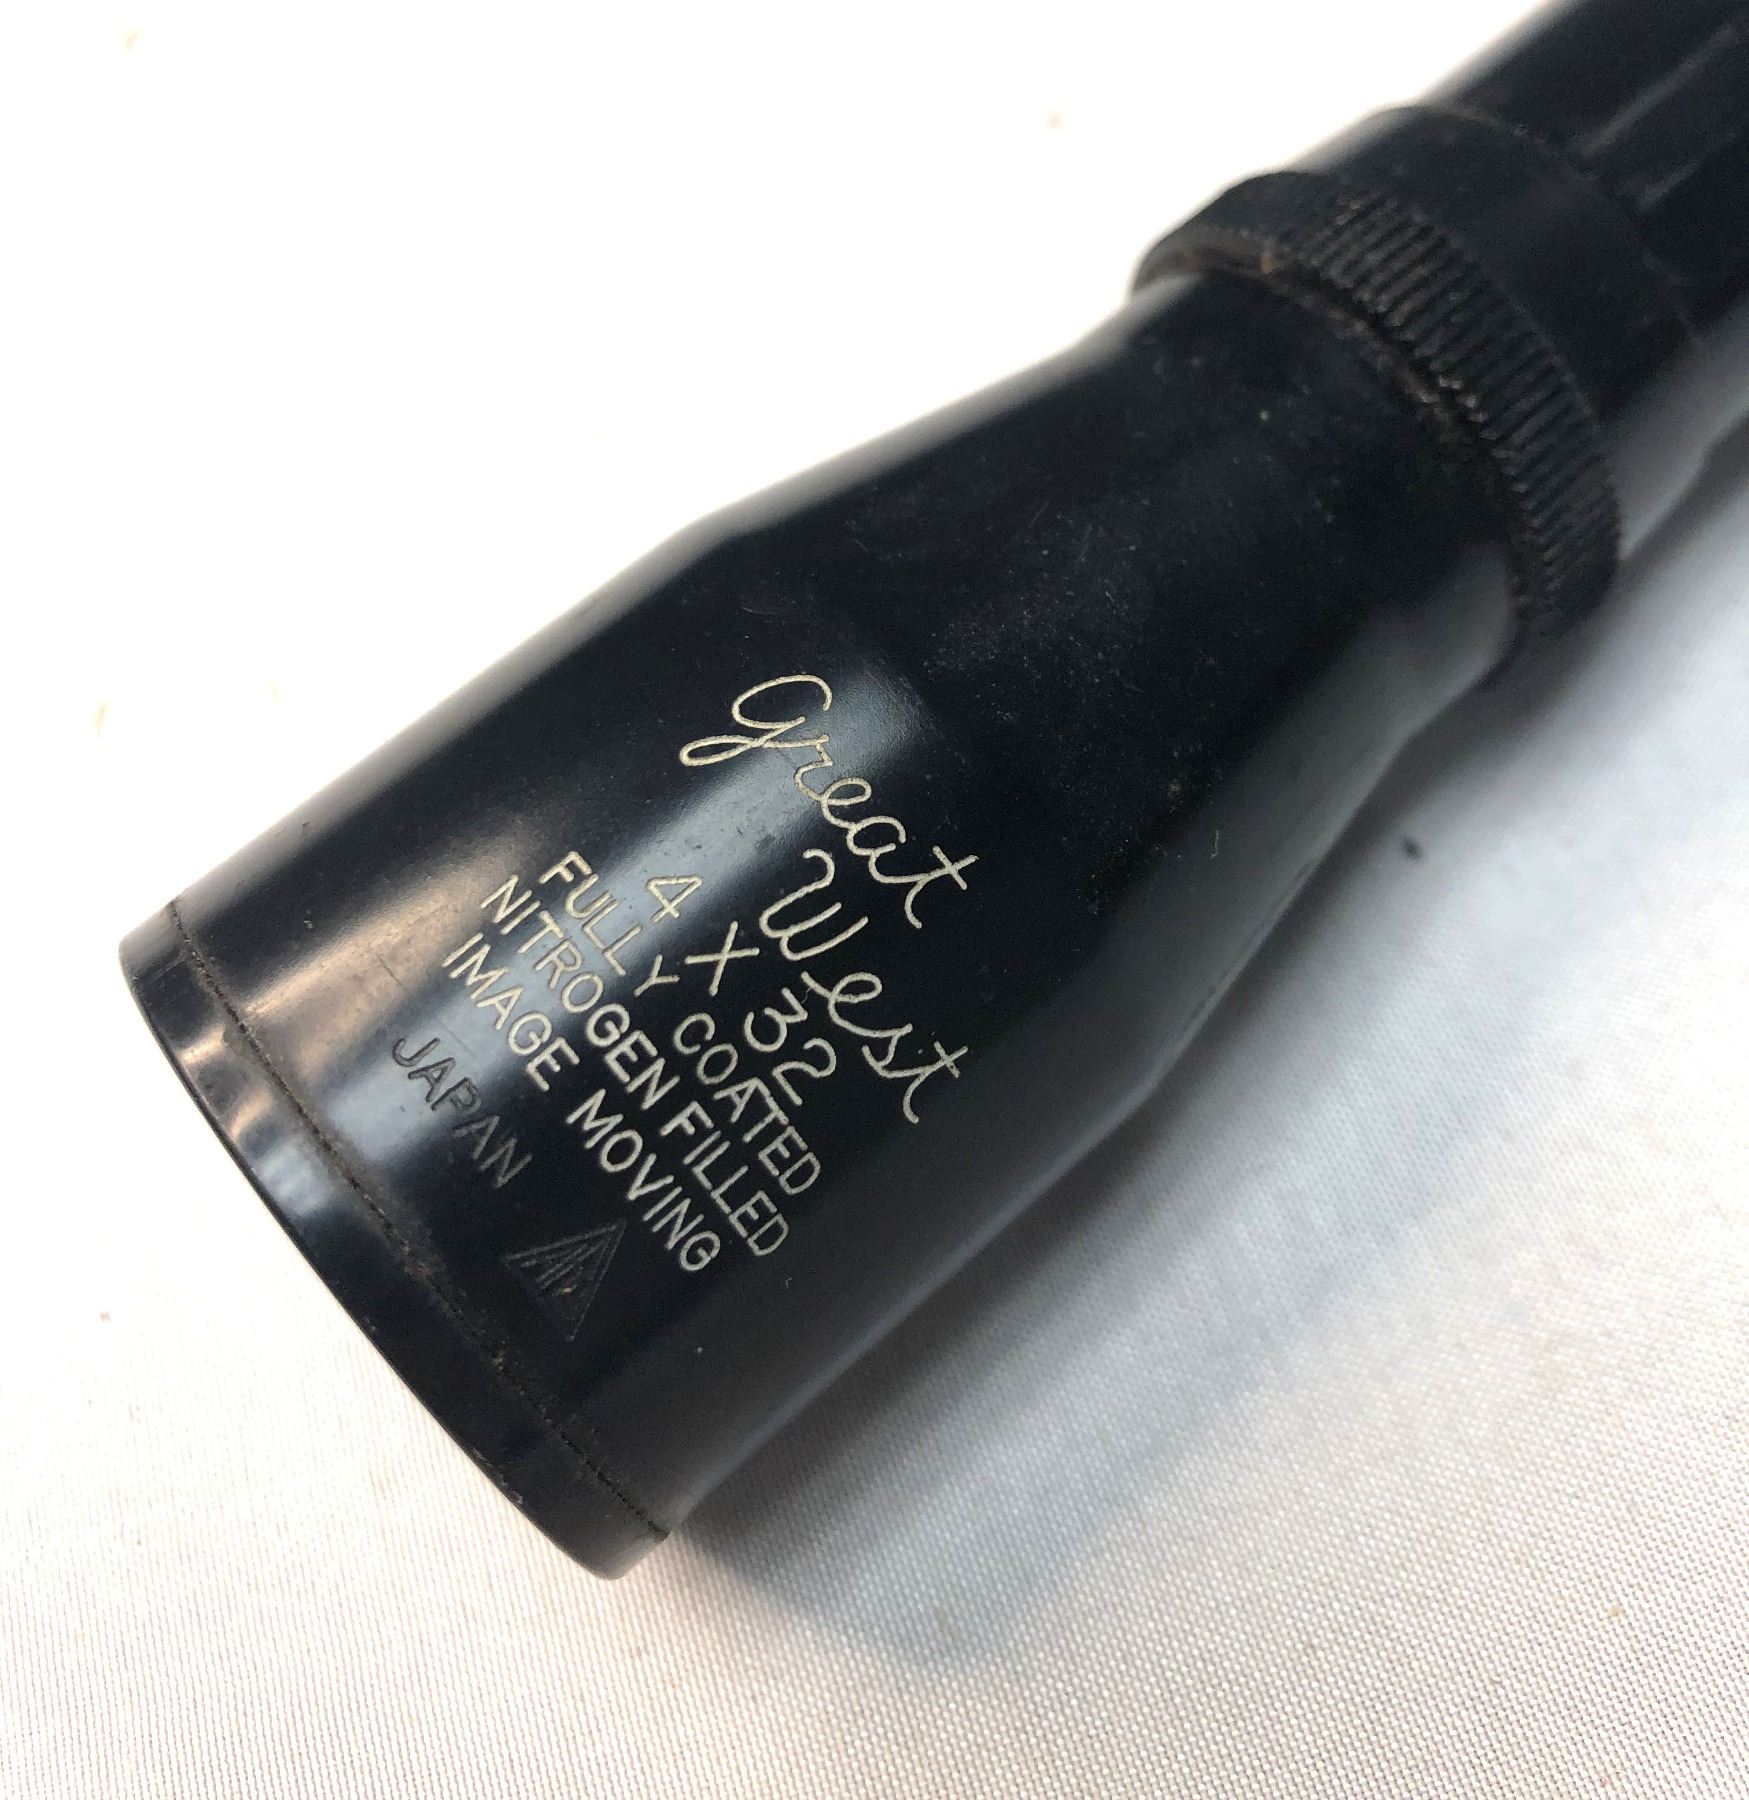 Great
West
4 X 32
FULLY COATED
NITROGEN FILLED
IMAGE MOVING
JAPAN